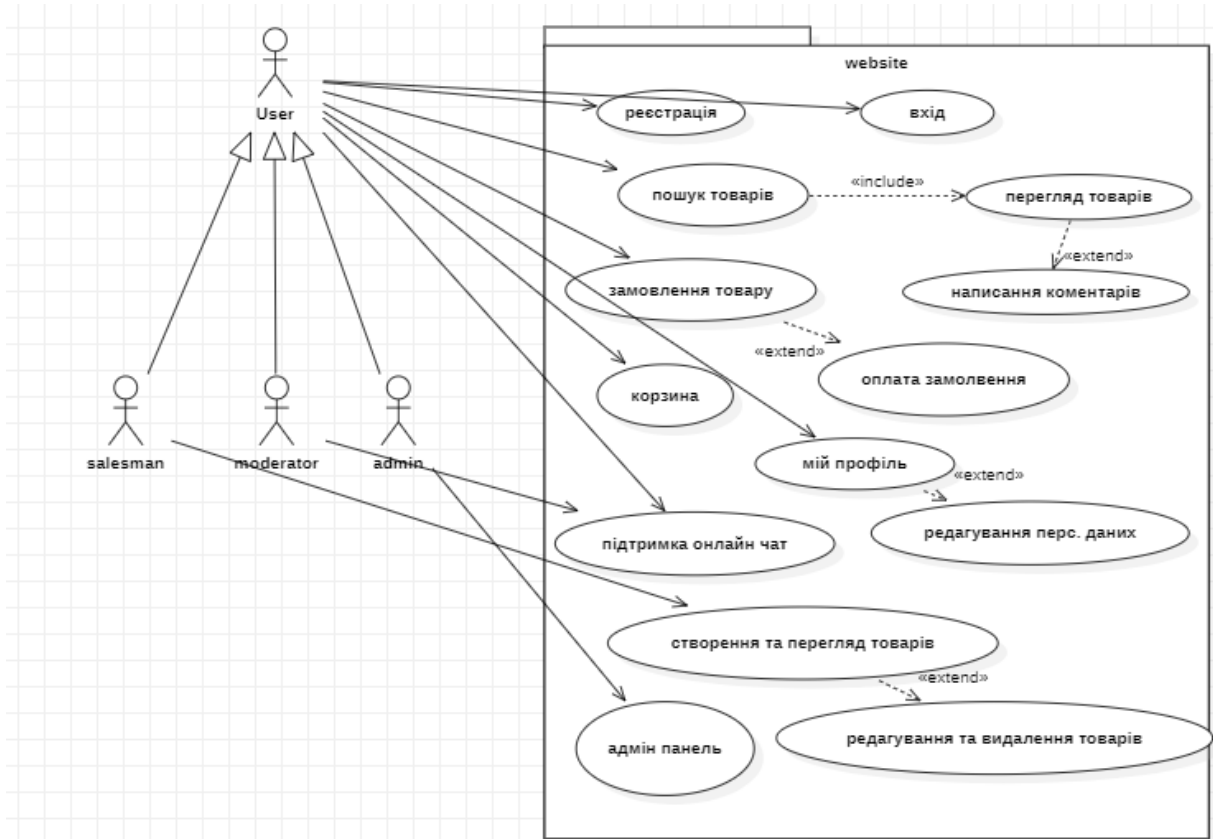 website
User
реєстрація
вхід
пошук товарів
«include»
перегляд товарів
«extend»
замовлення товару
написання коментарів
«extend»
оплата замолвення
корзина
salesman
moderator
admin
мій профіль
«extend»
редагування перс. даних
підтримка онлайн чат
створення та перегляд товарів
«extend»
адмін панель
редагування та видалення товарів